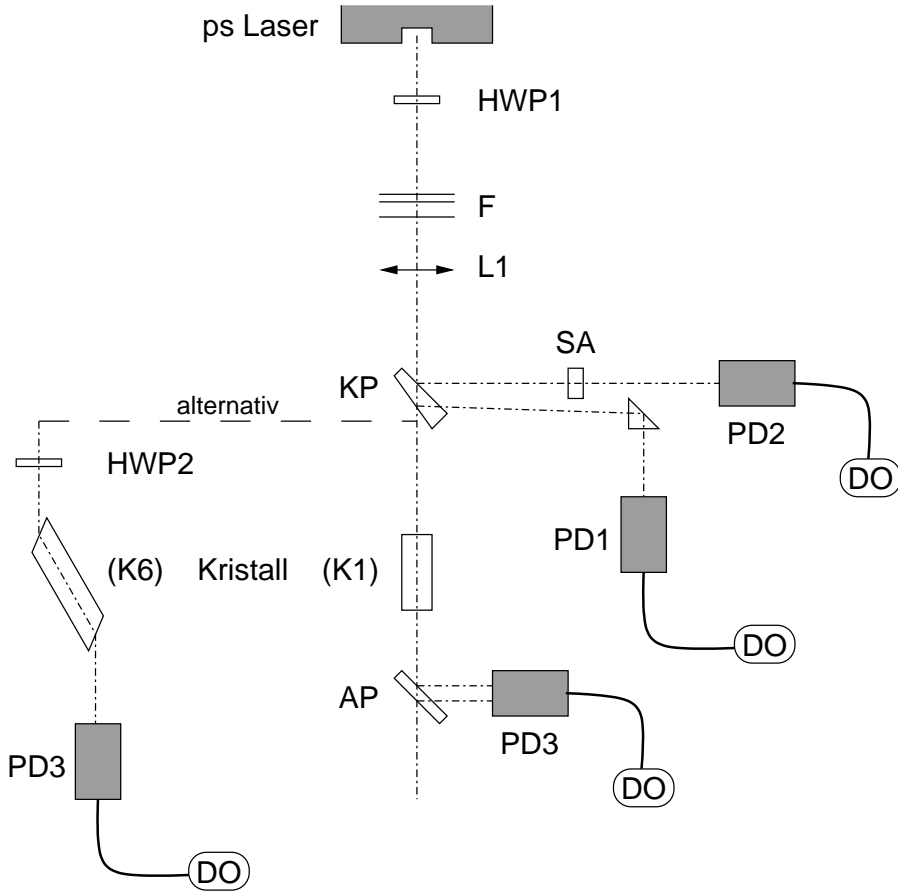 ps Laser
HWP1
F
L1
SA
KP
alternativ
PD2
HWP2
DO
PD1
(K6) Kristall (K1)
DO
AP
PD3
PD3
DO
DO